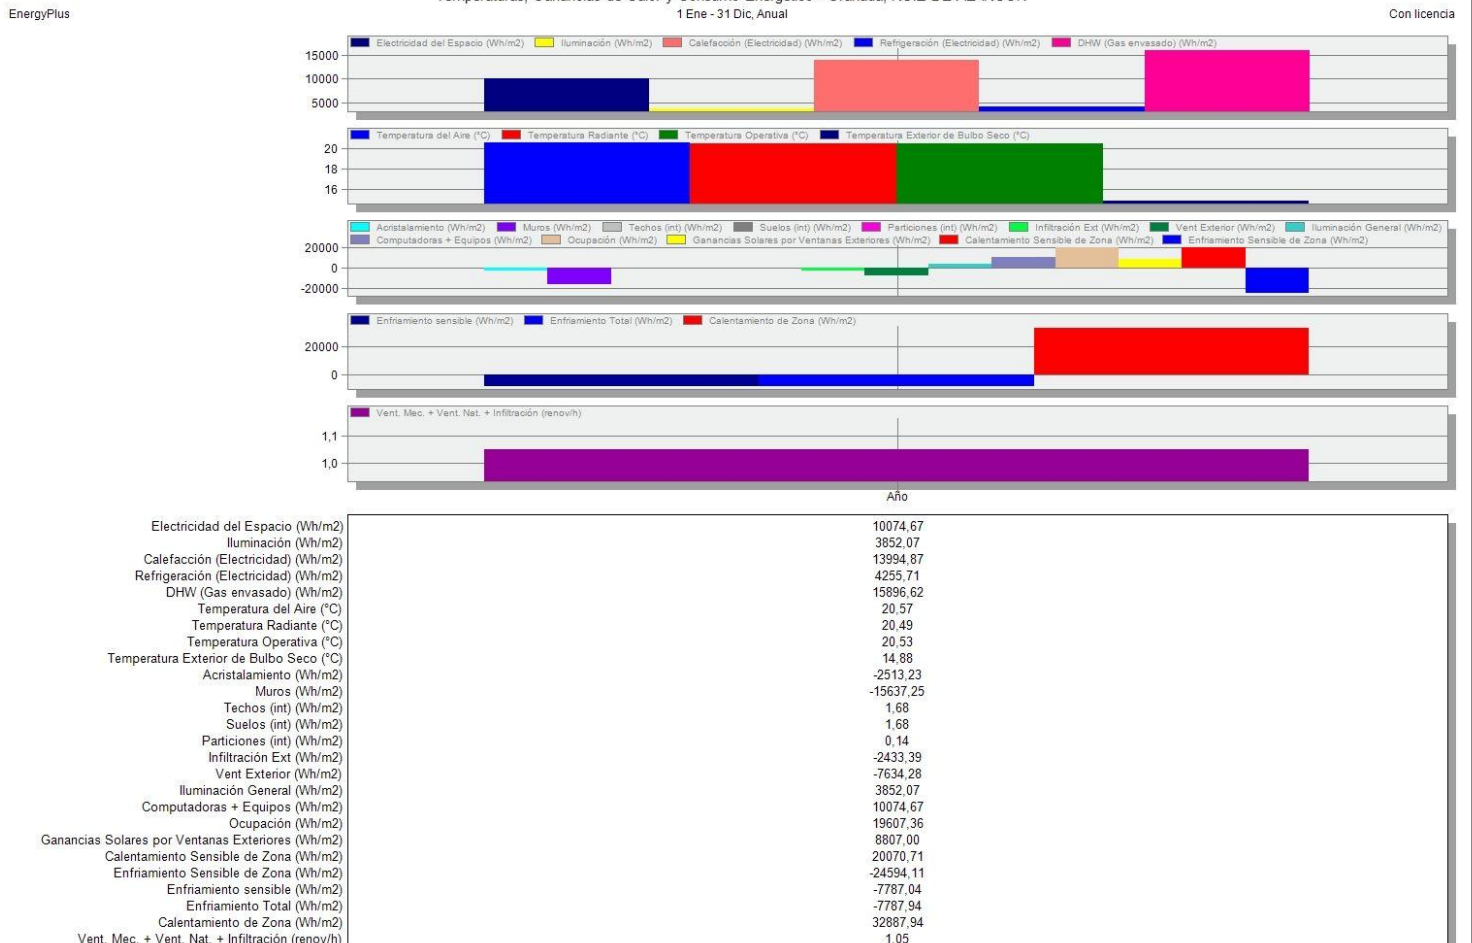 EnergyPlus
1 Ene - 31 Dic, Anual
Con licencia
Electricidad del Espacio (Wh/m2) Iluminación (Wh/m2) Calefacción (Electricidad) (Wh/m2) Refrigeración (Electricidad) (Wh/m2) DHW (Gas envasado) (Wh/m2)
15000
10000
5000
Temperatura del Aire (°C) Temperatura Radiante (°C) Temperatura Operativa (°C) Temperatura Exterior de Bulbo Seco (°C)
20
18
16
Acristalamiento (Wh/m2) Muros (Wh/m2) Techos (int) (Wh/m2) Suelos (int) (Wh/m2) Particiones (int) (Wh/m2) Infiltración Ext (Wh/m2) Vent Exterior (Wh/m2) Iluminación General (Wh/m2)
Computadoras + Equipos (Wh/m2) Ocupación (Wh/m2) Ganancias Solares por Ventanas Exteriores (Wh/m2) Calentamiento Sensible de Zona (Wh/m2) Enfriamiento Sensible de Zona (Wh/m2)
20000
0
-20000
Enfriamiento sensible (Wh/m2) Enfriamiento Total (Wh/m2) Calentamiento de Zona (Wh/m2)
20000
0
Vent. Mec. + Vent. Nat. + Infiltración (renov/h)
1,1
1,0
Año
Electricidad del Espacio (Wh/m2) 10074,67
Iluminación (Wh/m2) 3852,07
Calefacción (Electricidad) (Wh/m2) 13994,87
Refrigeración (Electricidad) (Wh/m2) 4255,71
DHW (Gas envasado) (Wh/m2) 15896,62
Temperatura del Aire (°C) 20,57
Temperatura Radiante (°C) 20,49
Temperatura Operativa (°C) 20,53
Temperatura Exterior de Bulbo Seco (°C) 14,88
Acristalamiento (Wh/m2) -2513,23
Muros (Wh/m2) -15637,25
Techos (int) (Wh/m2) 1,68
Suelos (int) (Wh/m2) 1,68
Particiones (int) (Wh/m2) 0,14
Infiltración Ext (Wh/m2) -2433,39
Vent Exterior (Wh/m2) -7634,28
Iluminación General (Wh/m2) 3852,07
Computadoras + Equipos (Wh/m2) 10074,67
Ocupación (Wh/m2) 19607,36
Ganancias Solares por Ventanas Exteriores (Wh/m2) 8807,00
Calentamiento Sensible de Zona (Wh/m2) 20070,71
Enfriamiento Sensible de Zona (Wh/m2) -24594,11
Enfriamiento sensible (Wh/m2) -7787,04
Enfriamiento Total (Wh/m2) -7787,94
Calentamiento de Zona (Wh/m2) 32887,94
Vent. Mec. + Vent. Nat. + Infiltración (renov/h) 1,05